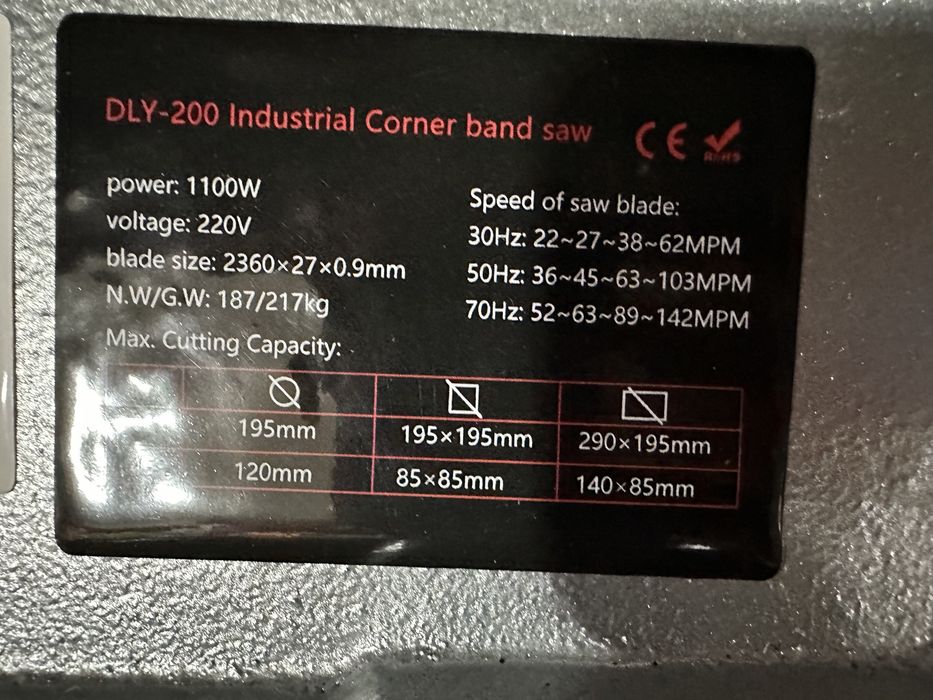 DLY-200 Industrial Corner band saw
CE
RoHS
power: 1100W
voltage: 220V
blade size: 2360×27×0.9mm
N.W/G.W: 187/217kg
Max. Cutting Capacity:
Speed of saw blade:
30Hz: 22~27~38~62MPM
50Hz: 36~45~63~103MPM
70Hz: 52~63~89~142MPM
195mm 195×195mm 290×195mm
120mm 85×85mm 140×85mm